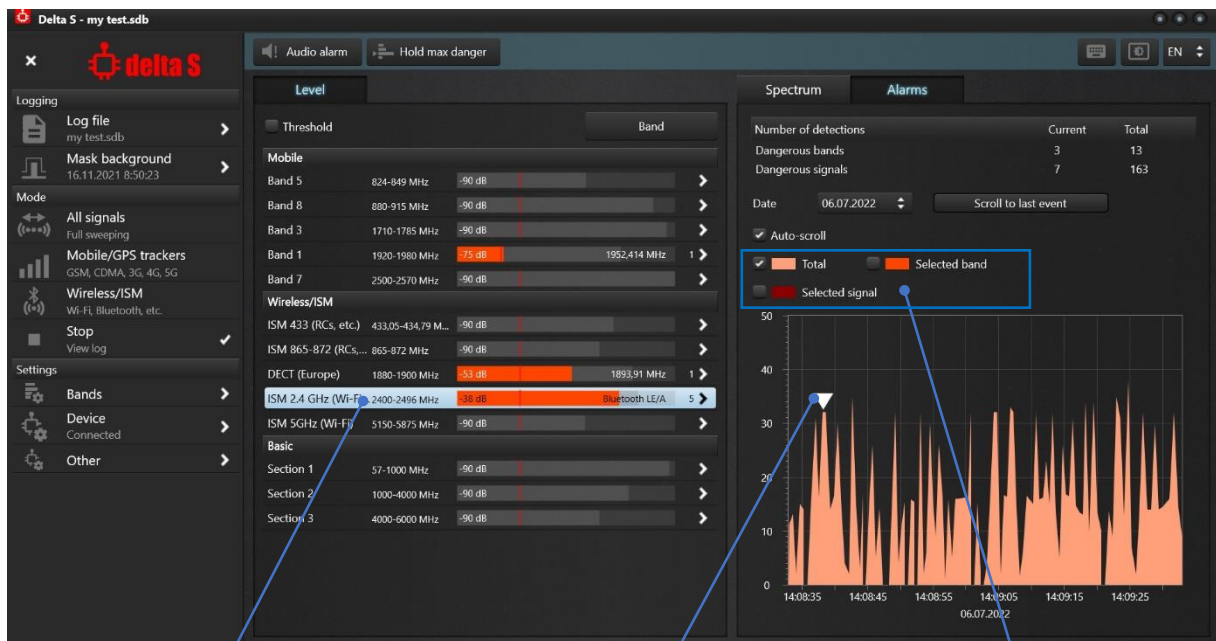 Delta S - my test.sdb
delta S
Audio alarm
Hold max danger
EN
Logging
Log file
my test.sdb
Mask background
16.11.2021 8:50:23
Mode
All signals
Full sweeping
Mobile/GPS trackers
GSM, CDMA, 3G, 4G, 5G
Wireless/ISM
Wi-Fi, Bluetooth, etc.
Stop
View log
Settings
Bands
Device
Connected
Other
Level
Threshold
Band
Mobile
Band 5 824-849 MHz -90 dB
Band 8 880-915 MHz -90 dB
Band 3 1710-1785 MHz -90 dB
Band 1 1920-1980 MHz -75 dB 1952,414 MHz 1
Band 7 2500-2570 MHz -90 dB
Wireless/ISM
ISM 433 (RCs, etc.) 433,05-434,79 M... -90 dB
ISM 865-872 (RCs,... 865-872 MHz -90 dB
DECT (Europe) 1880-1900 MHz -53 dB 1893,91 MHz 1
ISM 2.4 GHz (Wi-Fi... 2400-2496 MHz -38 dB Bluetooth LE/A 5
ISM 5GHz (Wi-Fi) 5150-5875 MHz -90 dB
Basic
Section 1 57-1000 MHz -90 dB
Section 2 1000-4000 MHz -90 dB
Section 3 4000-6000 MHz -90 dB
Spectrum
Alarms
Number of detections Current Total
Dangerous bands 3 13
Dangerous signals 7 163
Date 06.07.2022 Scroll to last event
Auto-scroll
Total Selected band
Selected signal
50
40
30
20
10
0
14:08:35 14:08:45 14:08:55 14:09:05 14:09:15 14:09:25
06.07.2022